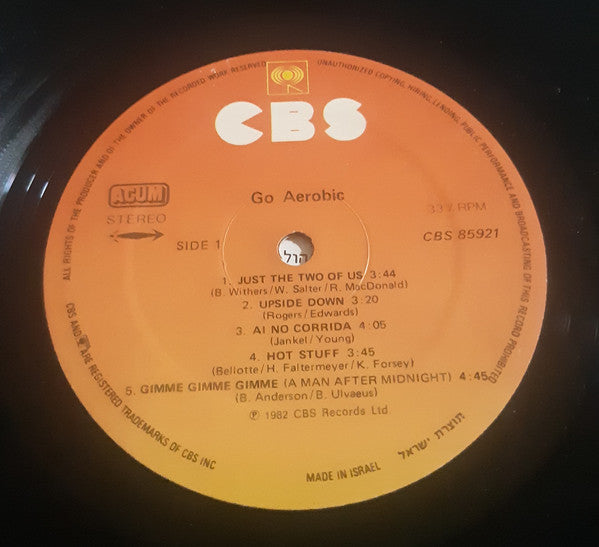 ALL RIGHTS OF THE PRODUCER AND OF THE OWNER OF THE RECORDED WORK RESERVED
UNAUTHORIZED COPYING, HIRING, LENDING, PUBLIC PERFORMANCE AND BROADCASTING OF THIS RECORD PROHIBITED
CBS
Go Aerobic
ACUM
STEREO
33⅓ RPM
SIDE 1
CBS 85921
קול
1. JUST THE TWO OF US 3:44
(B. Withers/W. Salter/R. MacDonald)
2. UPSIDE DOWN 3:20
(Rogers/Edwards)
3. AI NO CORRIDA 4:05
(Jankel/Young)
4. HOT STUFF 3:45
(Bellotte/H. Faltermeyer/K. Forsey)
5. GIMME GIMME GIMME (A MAN AFTER MIDNIGHT) 4:45
(B. Anderson/B. Ulvaeus)
℗ 1982 CBS Records Ltd.
CBS AND ARE REGISTERED TRADEMARKS OF CBS INC
MADE IN ISRAEL
תוצרת ישראל